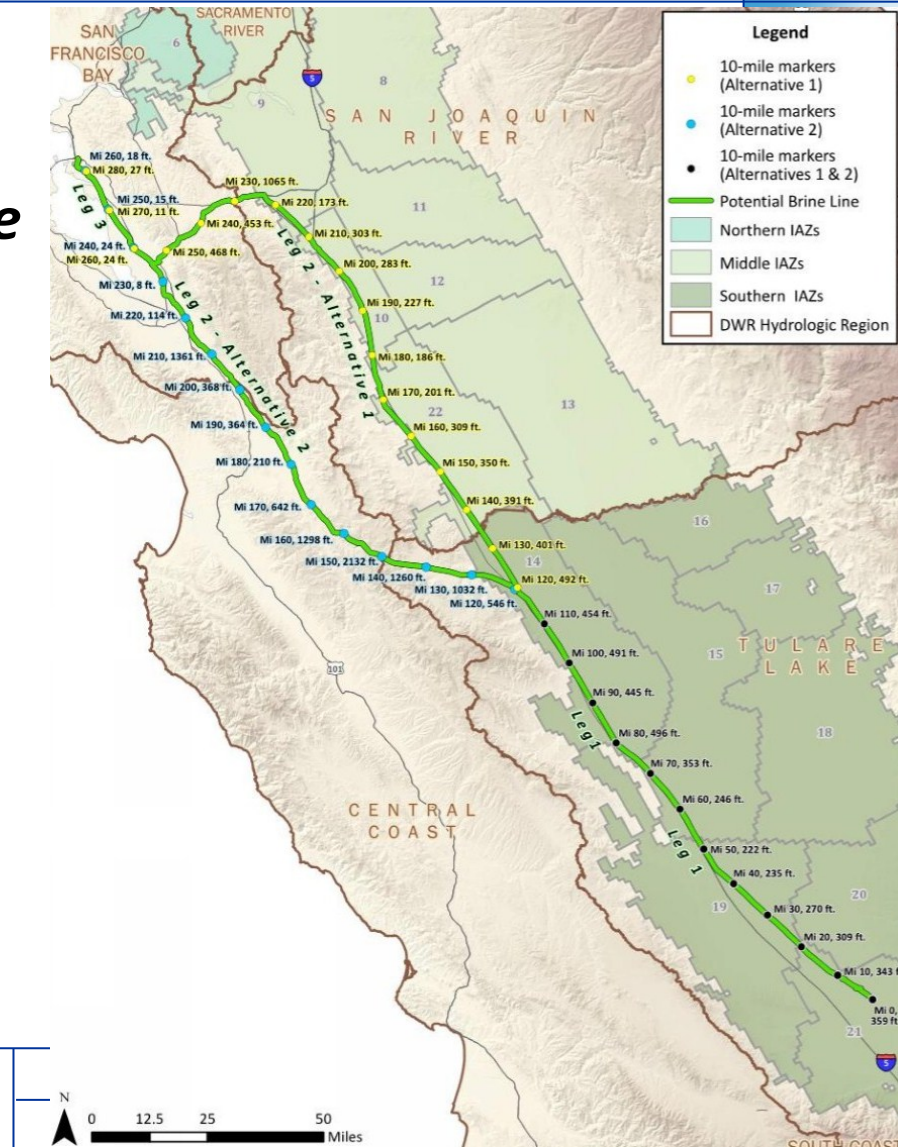 e
SAN
FRANCISCO
BAY
SACRAMENTO
RIVER
6
5
8
9
SAN JOAQUIN
RIVER
Legend
10-mile markers
(Alternative 1)
10-mile markers
(Alternative 2)
10-mile markers
(Alternatives 1 & 2)
Potential Brine Line
Northern IAZs
Middle IAZs
Southern IAZs
DWR Hydrologic Region
Mi 260, 18 ft.
Mi 280, 27 ft.
Mi 250, 15 ft.
Mi 270, 11 ft.
Leg 3
Mi 240, 24 ft.
Mi 260, 24 ft.
Mi 230, 1065 ft.
Mi 220, 173 ft.
Mi 240, 453 ft.
Mi 210, 303 ft.
Mi 250, 468 ft.
Mi 200, 283 ft.
11
12
Mi 230, 8 ft.
Mi 220, 114 ft.
Mi 190, 227 ft.
10
Leg 2 - Alternative 1
Leg 2 - Alternative 2
Mi 210, 1361 ft.
Mi 180, 186 ft.
Mi 200, 368 ft.
Mi 170, 201 ft.
13
22
Mi 190, 364 ft.
Mi 160, 309 ft.
Mi 180, 210 ft.
Mi 150, 350 ft.
Mi 170, 642 ft.
Mi 140, 391 ft.
Mi 160, 1298 ft.
Mi 130, 401 ft.
16
14
Mi 150, 2132 ft.
Mi 140, 1260 ft.
Mi 130, 1032 ft.
Mi 120, 492 ft.
Mi 120, 546 ft.
17
Mi 110, 454 ft.
15
TULARE
LAKE
Mi 100, 491 ft.
101
Mi 90, 445 ft.
Leg 1
Mi 80, 496 ft.
18
Mi 70, 353 ft.
CENTRAL
COAST
Mi 60, 246 ft.
Leg 1
Mi 50, 222 ft.
Mi 40, 235 ft.
19
20
Mi 30, 270 ft.
Mi 20, 309 ft.
Mi 10, 343 f
Mi 0,
359 ft
21
5
N
0 12.5 25 50
Miles
SOUTH COAST